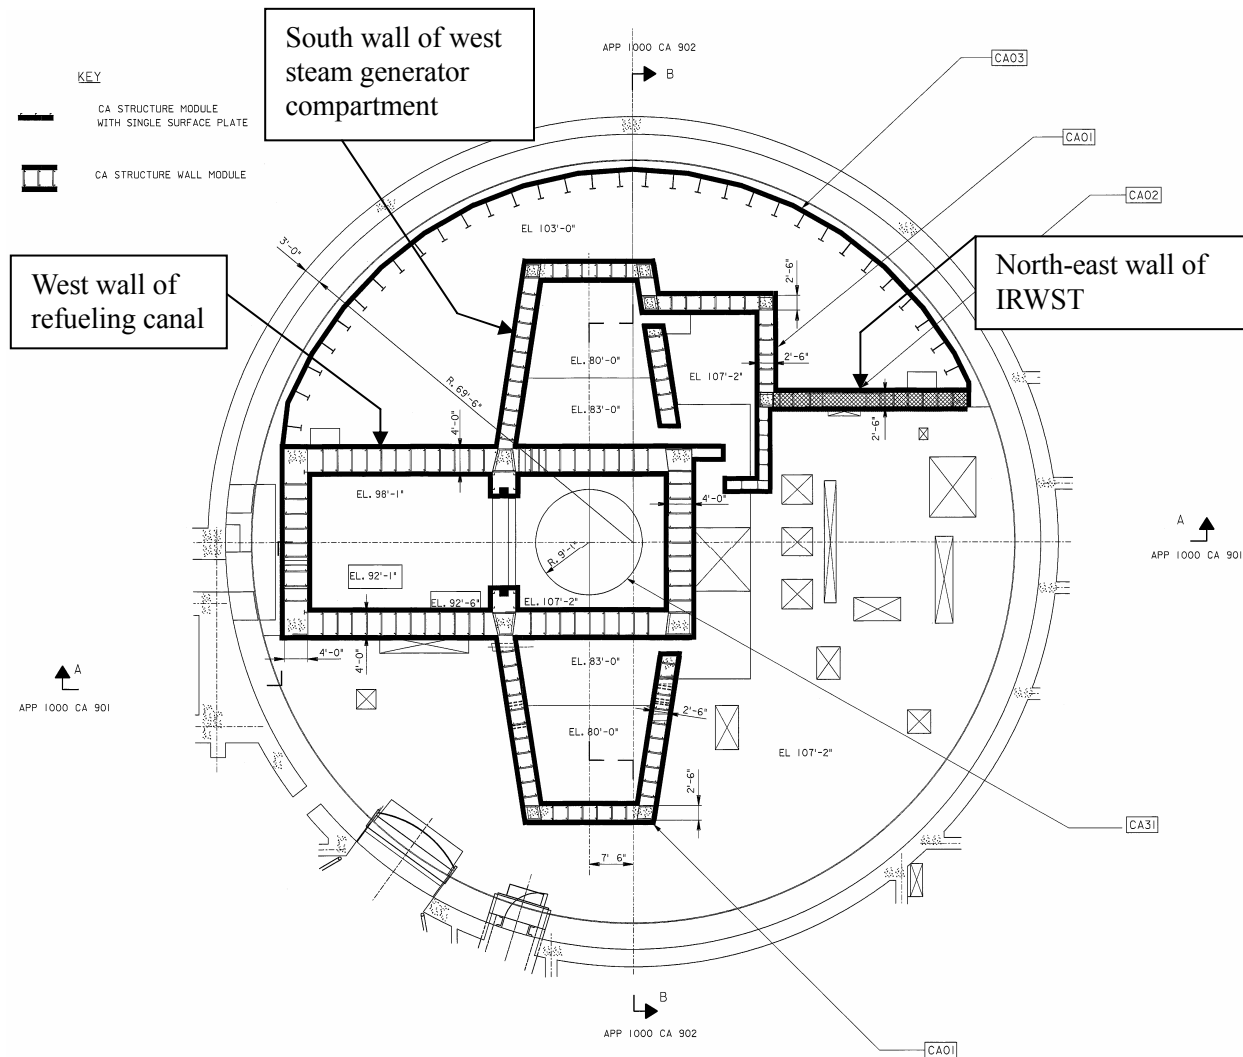 South wall of west
steam generator
compartment
APP 1000 CA 902
B
CA03
KEY
CA STRUCTURE MODULE
WITH SINGLE SURFACE PLATE
CA01
CA STRUCTURE WALL MODULE
CA02
EL 103'-0"
3'-0"
2'-6"
North-east wall of
IRWST
West wall of
refueling canal
EL. 80'-0"
2'-6"
EL 107'-2"
R. 69'-6"
EL. 83'-0"
4'-0"
2'-6"
EL. 98'-1"
4'-0"
A
APP 1000 CA 901
R. 9'-1"
EL. 92'-1"
EL. 92'-6"
EL. 107'-2"
4'-0"
4'-0"
EL. 83'-0"
A
APP 1000 CA 901
2'-6"
EL. 80'-0"
EL 107'-2"
2'-6"
CA31
7' 6"
B
APP 1000 CA 902
CA01